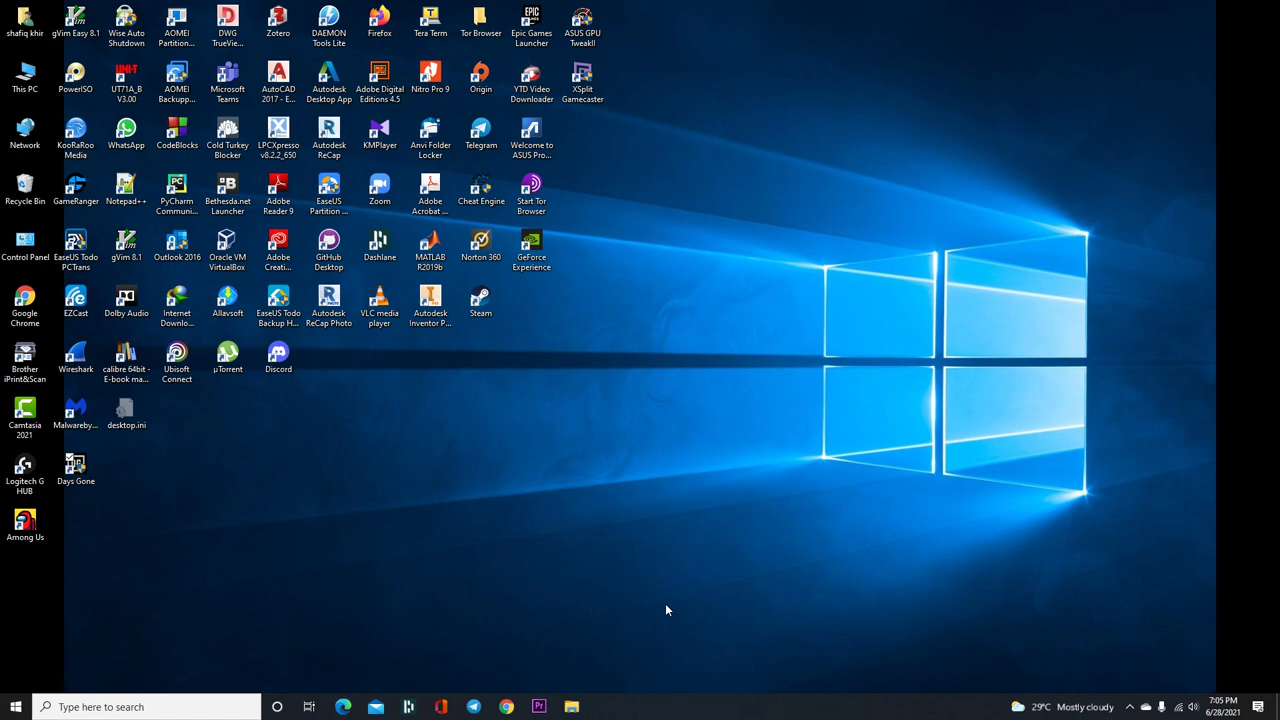 shafiq khir
gVim Easy 8.1
Wise Auto
Shutdown
AOMEI
Partition...
DWG
TrueView...
Zotero
DAEMON
Tools Lite
Firefox
Tera Term
Tor Browser
EPIC
GAMES
Epic Games
Launcher
ASUS GPU
TweakII
This PC
PowerISO
UNI-T
UT71A_B
V3.00
AOMEI
Backupp...
Microsoft
Teams
AutoCAD
2017 - E...
Autodesk
Desktop App
Adobe Digital
Editions 4.5
Nitro Pro 9
Origin
YTD Video
Downloader
XSplit
Gamecaster
Network
KooRaRoo
Media
WhatsApp
CodeBlocks
Cold Turkey
Blocker
LPCXpresso
v8.2.2_650
Autodesk
ReCap
KMPlayer
Anvi Folder
Locker
Telegram
Welcome to
ASUS Pro...
Recycle Bin
GameRanger
Notepad++
PC
PyCharm
Communi...
Bethesda.net
Launcher
Adobe
Reader 9
EaseUS
Partition ...
Zoom
Adobe
Acrobat ...
Cheat Engine
Start Tor
Browser
Control Panel
EaseUS Todo
PCTrans
gVim 8.1
Outlook 2016
Oracle VM
VirtualBox
Adobe
Creati...
GitHub
Desktop
Dashlane
MATLAB
R2019b
Norton 360
GeForce
Experience
Google
Chrome
EZCast
Dolby Audio
Internet
Downlo...
Allavsoft
EaseUS Todo
Backup H...
Autodesk
ReCap Photo
VLC media
player
Autodesk
Inventor P...
Steam
Brother
iPrint&Scan
Wireshark
calibre 64bit -
E-book ma...
Ubisoft
Connect
µTorrent
Discord
Camtasia
2021
Malwareby...
desktop.ini
Logitech G
HUB
Days Gone
Among Us
Type here to search
Pr
29°C Mostly cloudy
7:05 PM
6/28/2021